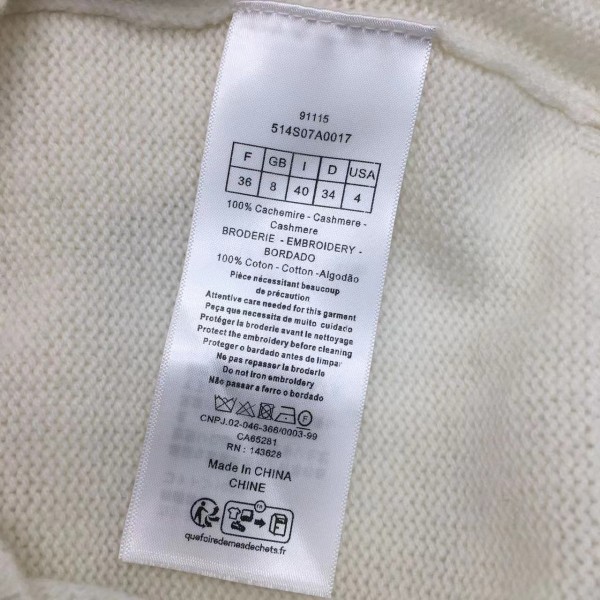 91115
514S07A0017
F GB I D USA
36 8 40 34 4
100% Cachemire - Cashmere -
Cashmere
BRODERIE - EMBROIDERY -
BORDADO
100% Coton - Cotton -Algodão
Pièce nécessitant beaucoup
de précaution
Attentive care needed for this garment
Peça que necessita de muito cuidado
Protéger la broderie avant le nettoyage
Protect the embroidery before cleaning
Proteger o bordado antes de limpar
Ne pas repasser la broderie
Do not iron embroidery
Não passar a ferro o bordado
F
CNPJ.02-046-366/0003-99
CA65281
RN : 143828
Made In CHINA
CHINE
FR
quefairedemesdechets.fr